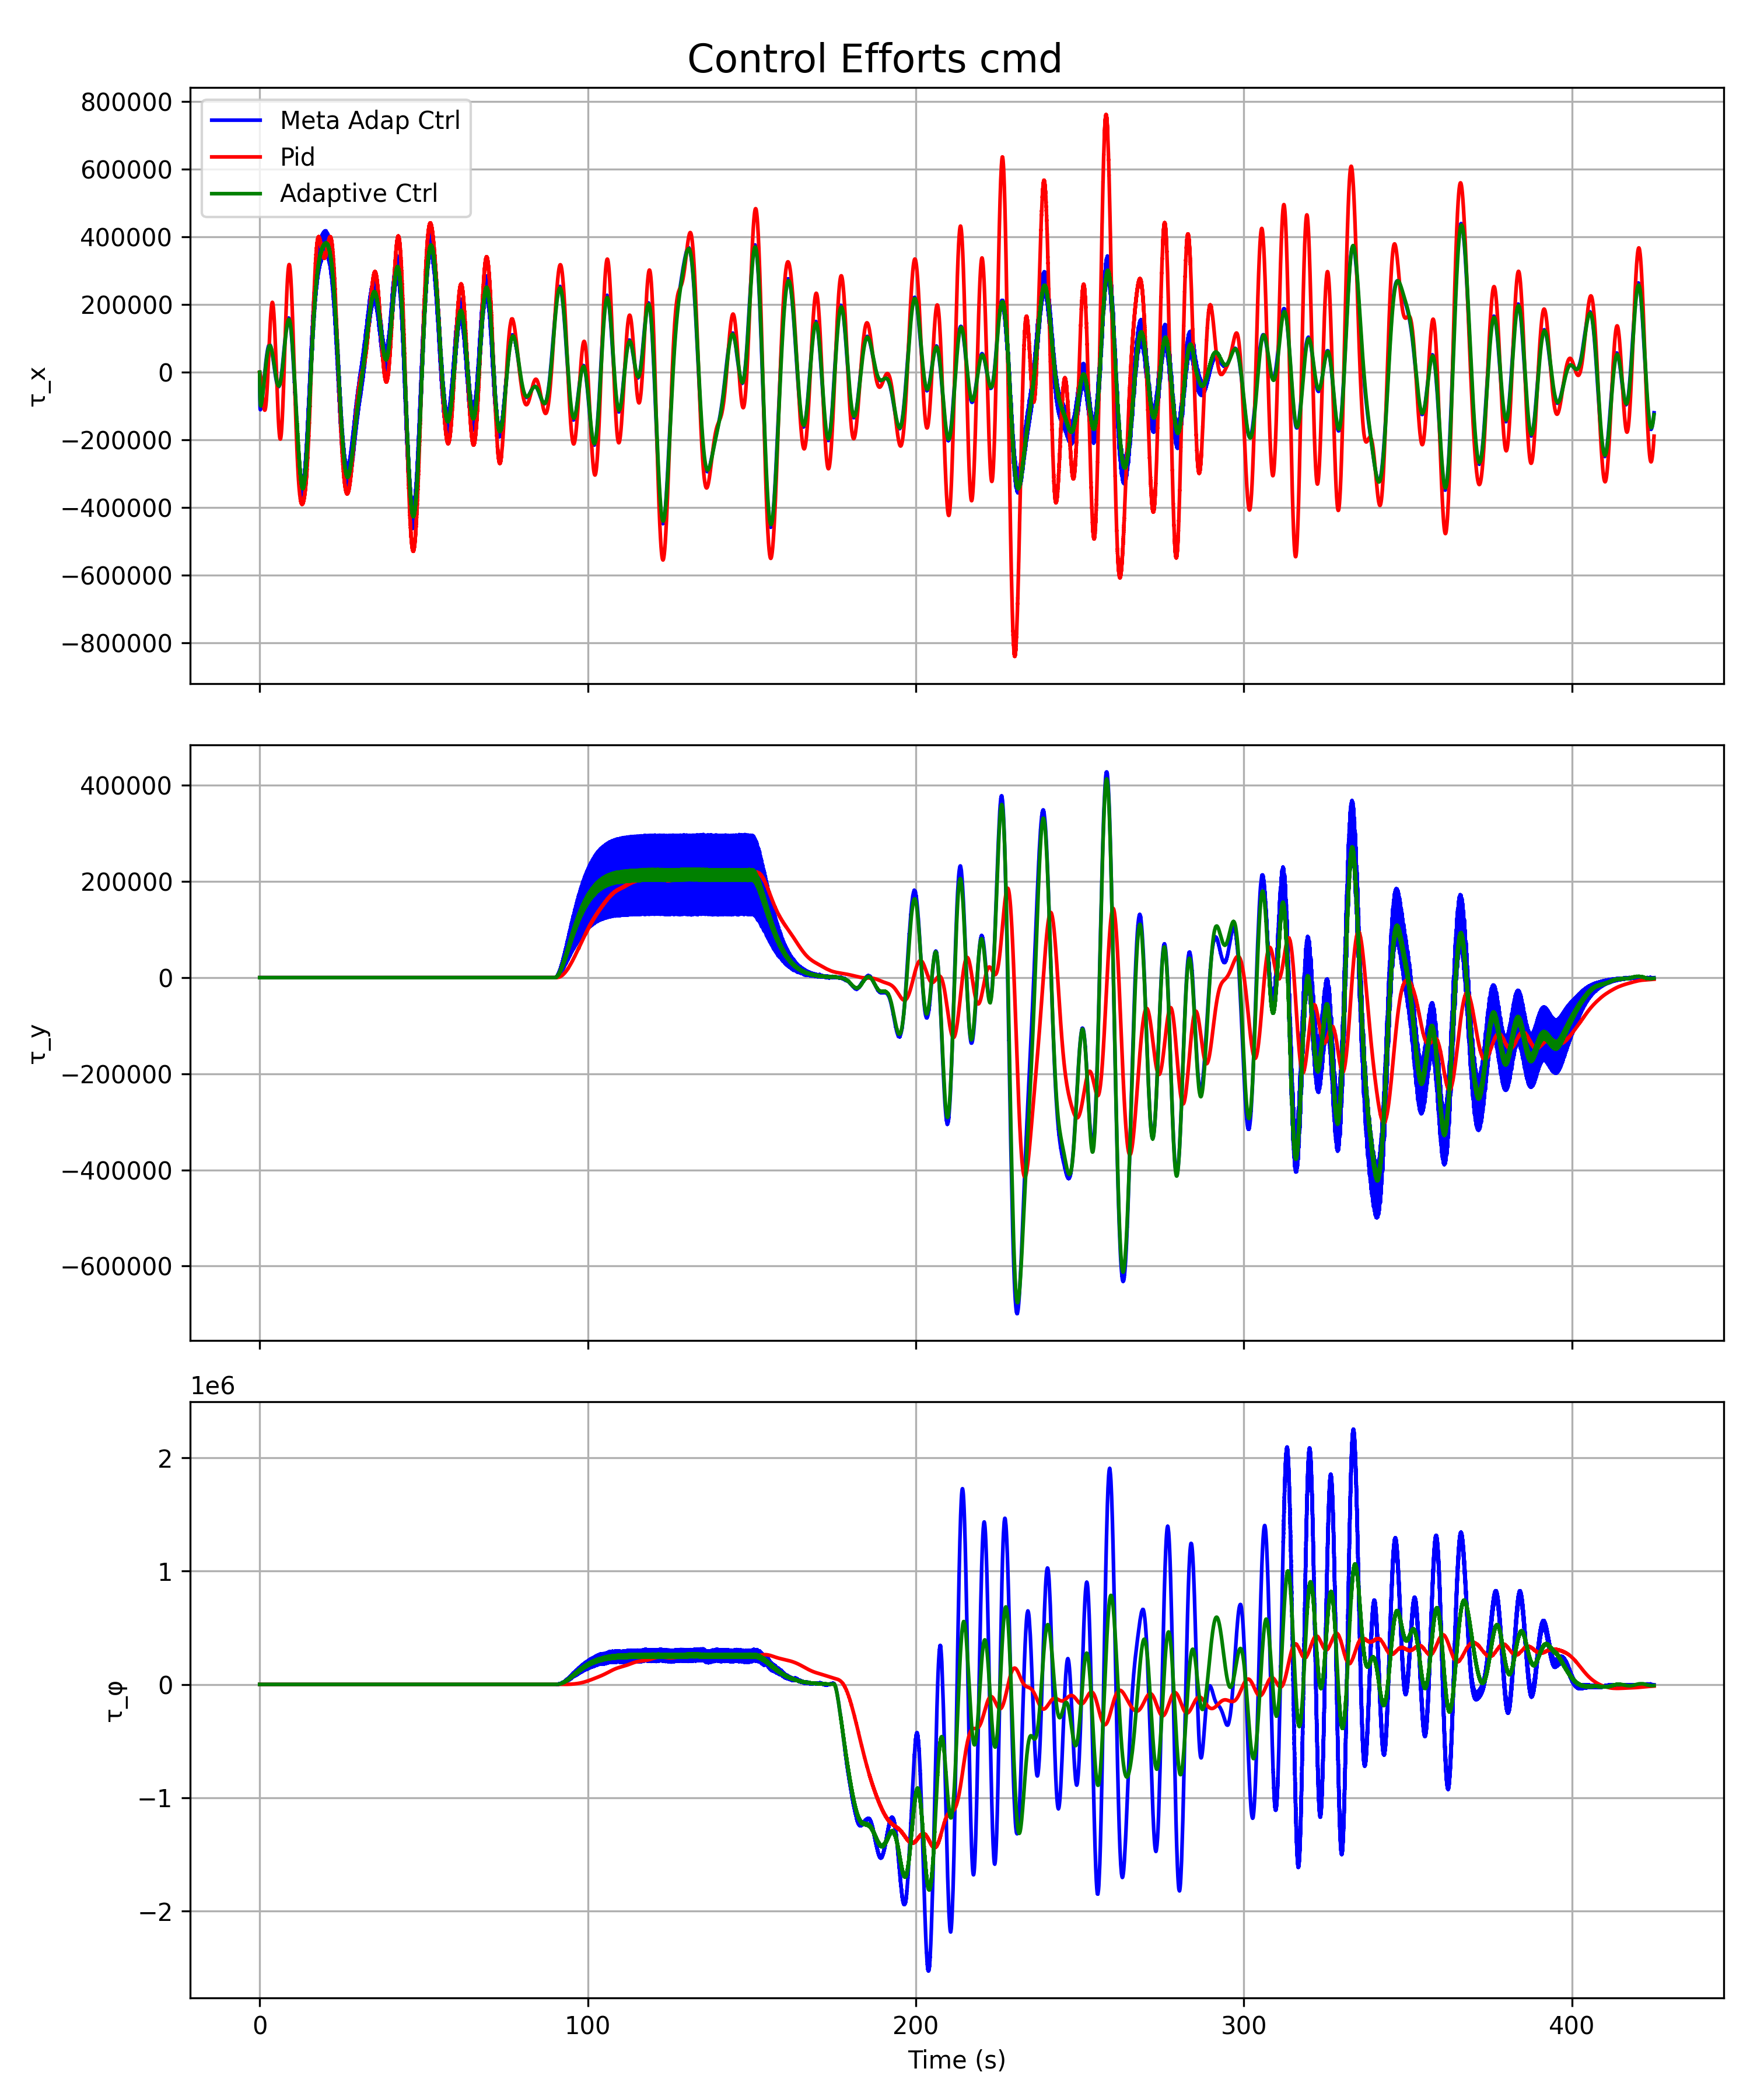 Control Efforts cmd
800000
600000
400000
200000
0
−200000
−400000
−600000
−800000
τ_x
Meta Adap Ctrl
Pid
Adaptive Ctrl
400000
200000
0
−200000
−400000
−600000
τ_y
1e6
2
1
0
−1
−2
τ_φ
0 100 200 300 400
Time (s)